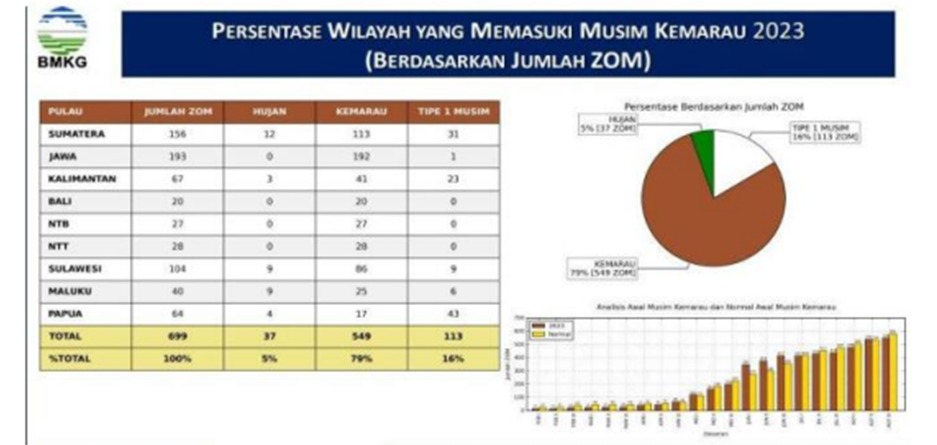 BMKG
PERSENTASE WILAYAH YANG MEMASUKI MUSIM KEMARAU 2023
(BERDASARKAN JUMLAH ZOM)
PULAU JUMLAH ZOM HUJAN KEMARAU TIPE 1 MUSIM
SUMATERA 156 12 113 31
JAWA 193 0 192 1
KALIMANTAN 67 3 41 23
BALI 20 0 20 0
NTB 27 0 27 0
NTT 28 0 28 0
SULAWESI 104 9 86 9
MALUKU 40 9 25 6
PAPUA 64 4 17 43
TOTAL 699 37 549 113
%TOTAL 100% 5% 79% 16%
Persentase Berdasarkan Jumlah ZOM
HUJAN
5% [37 ZOM]
TIPE 1 MUSIM
16% [113 ZOM]
KEMARAU
79% [549 ZOM]
Analisis Awal Musim Kemarau dan Normal Awal Musim Kemarau
2023
Normal
Jumlah ZOM
700
600
500
400
300
200
100
0